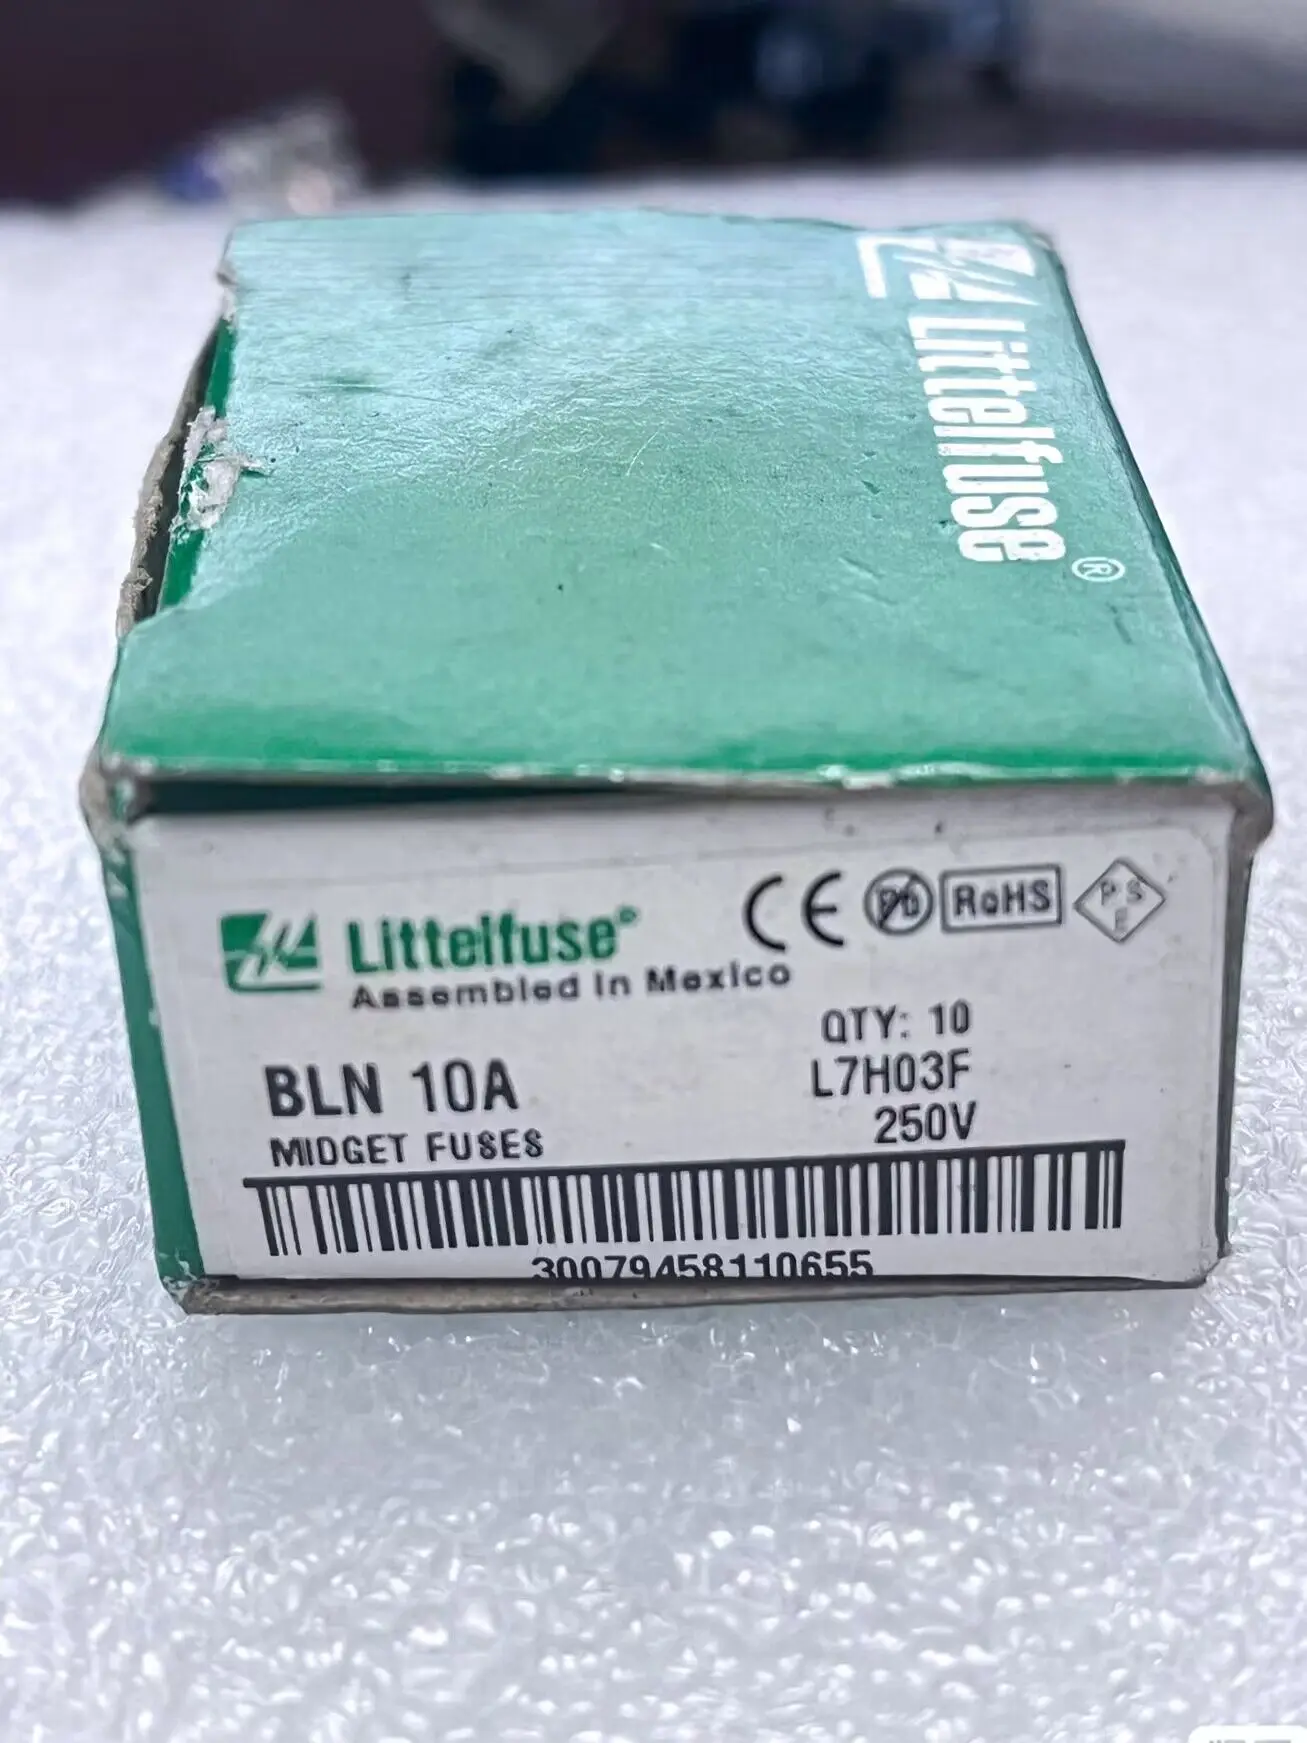 Littelfuse®
Littelfuse®
Assembled in Mexico
CE Pb RoHS PSE
QTY: 10
BLN 10A
L7H03F
MIDGET FUSES
250V
30079458110655